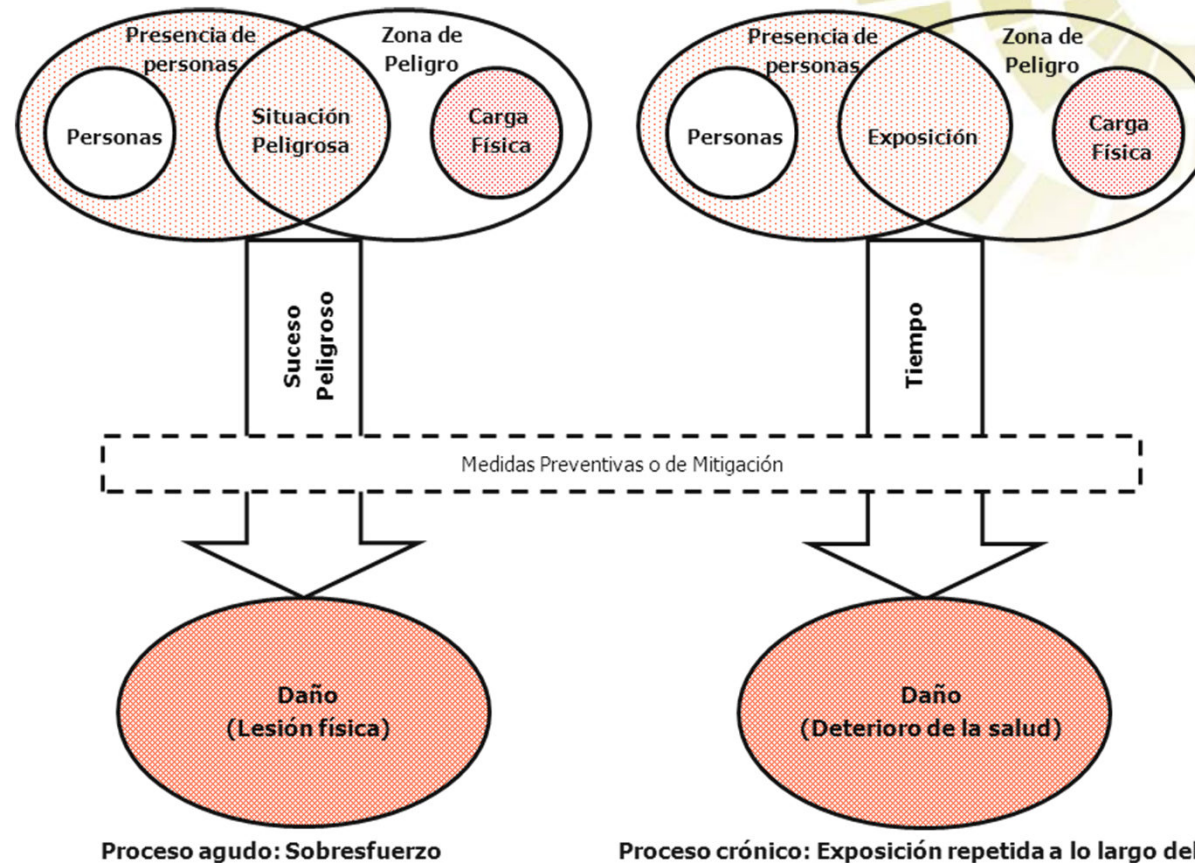 Presencia de
personas
Zona de
Peligro
Personas
Situación
Peligrosa
Carga
Física
Suceso
Peligroso
Presencia de
personas
Zona de
Peligro
Personas
Exposición
Carga
Física
Tiempo
Medidas Preventivas o de Mitigación
Daño
(Lesión física)
Daño
(Deterioro de la salud)
Proceso agudo: Sobresfuerzo
Proceso crónico: Exposición repetida a lo largo del